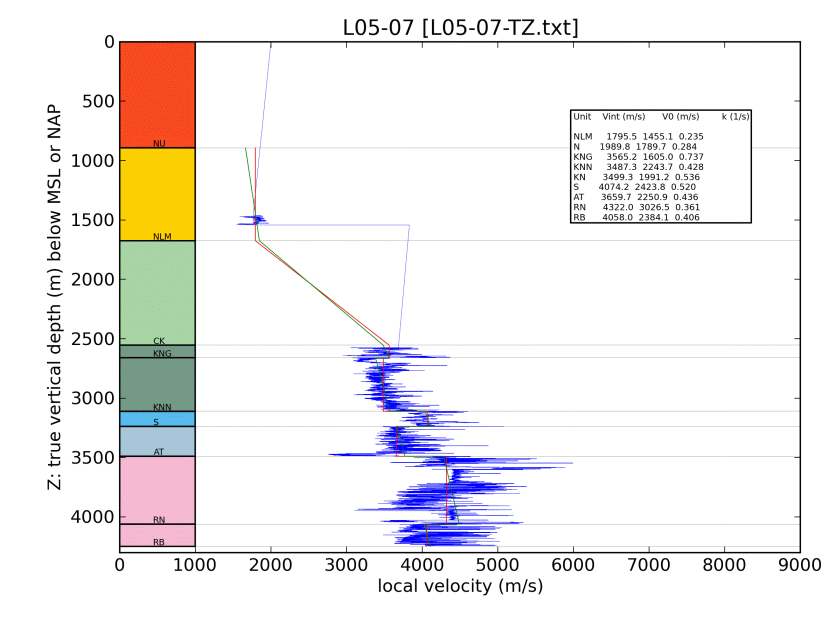 L05-07 [L05-07-TZ.txt]
Z: true vertical depth (m) below MSL or NAP
0
500
1000
1500
2000
2500
3000
3500
4000
NU
NLM
CK
KNG
KNN
S
AT
RN
RB
Unit Vint (m/s) V0 (m/s) k (1/s)
NLM 1795.5 1455.1 0.235
N 1989.8 1789.7 0.284
KNG 3565.2 1605.0 0.737
KNN 3487.3 2243.7 0.428
KN 3499.3 1991.2 0.536
S 4074.2 2423.8 0.520
AT 3659.7 2250.9 0.436
RN 4322.0 3026.5 0.361
RB 4058.0 2384.1 0.406
0 1000 2000 3000 4000 5000 6000 7000 8000 9000
local velocity (m/s)